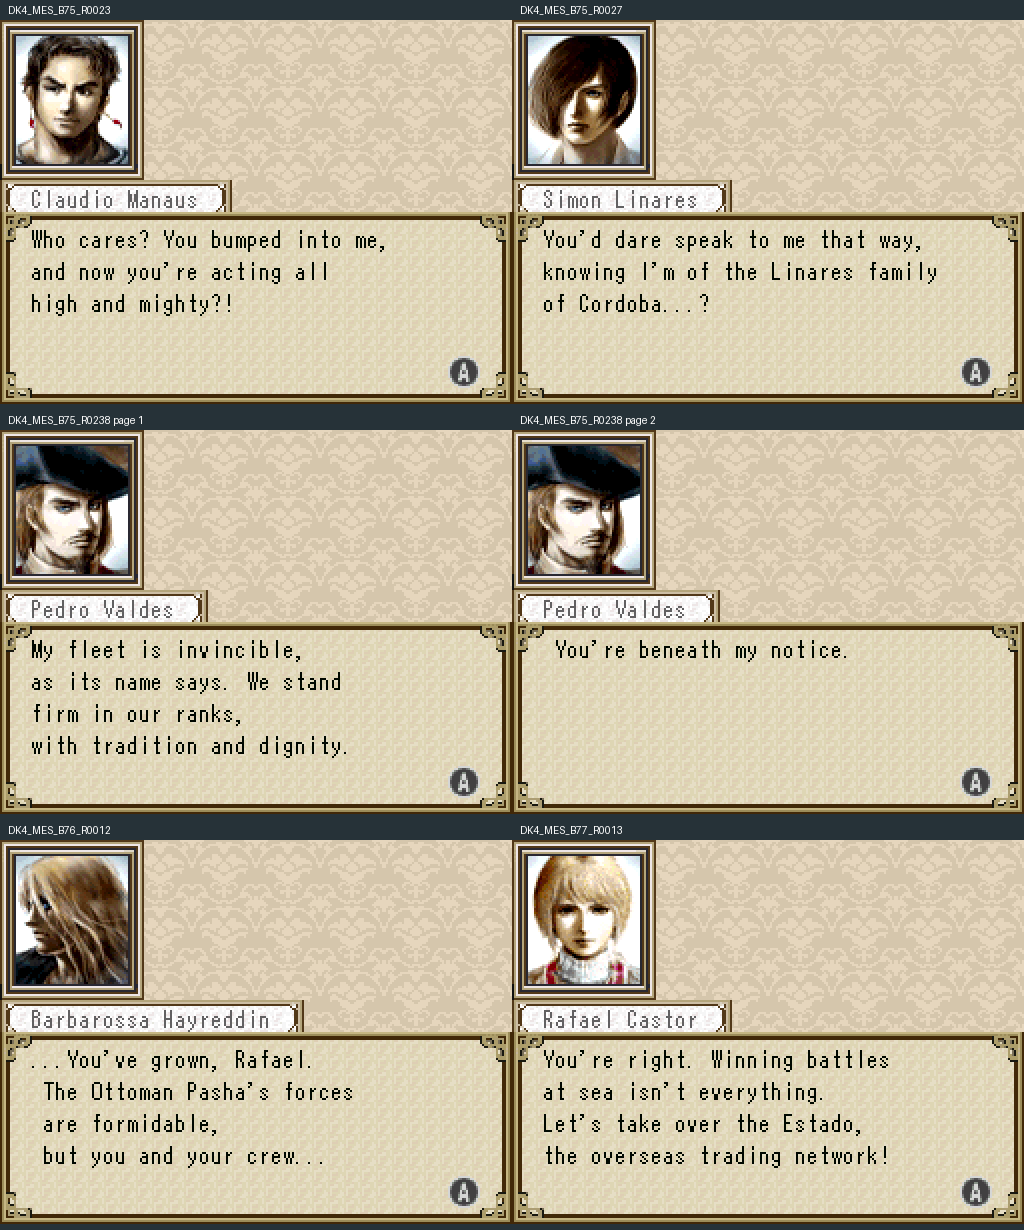 DK4_MES_B75_R0023
Claudio Manaus
Who cares? You bumped into me,
and now you're acting all
high and mighty?!
A
DK4_MES_B75_R0027
Simon Linares
You'd dare speak to me that way,
knowing I'm of the Linares family
of Cordoba...?
A
DK4_MES_B75_R0238 page 1
Pedro Valdes
My fleet is invincible,
as its name says. We stand
firm in our ranks,
with tradition and dignity.
A
DK4_MES_B75_R0238 page 2
Pedro Valdes
You're beneath my notice.
A
DK4_MES_B76_R0012
Barbarossa Hayreddin
...You've grown, Rafael.
The Ottoman Pasha's forces
are formidable,
but you and your crew...
A
DK4_MES_B77_R0013
Rafael Castor
You're right. Winning battles
at sea isn't everything.
Let's take over the Estado,
the overseas trading network!
A